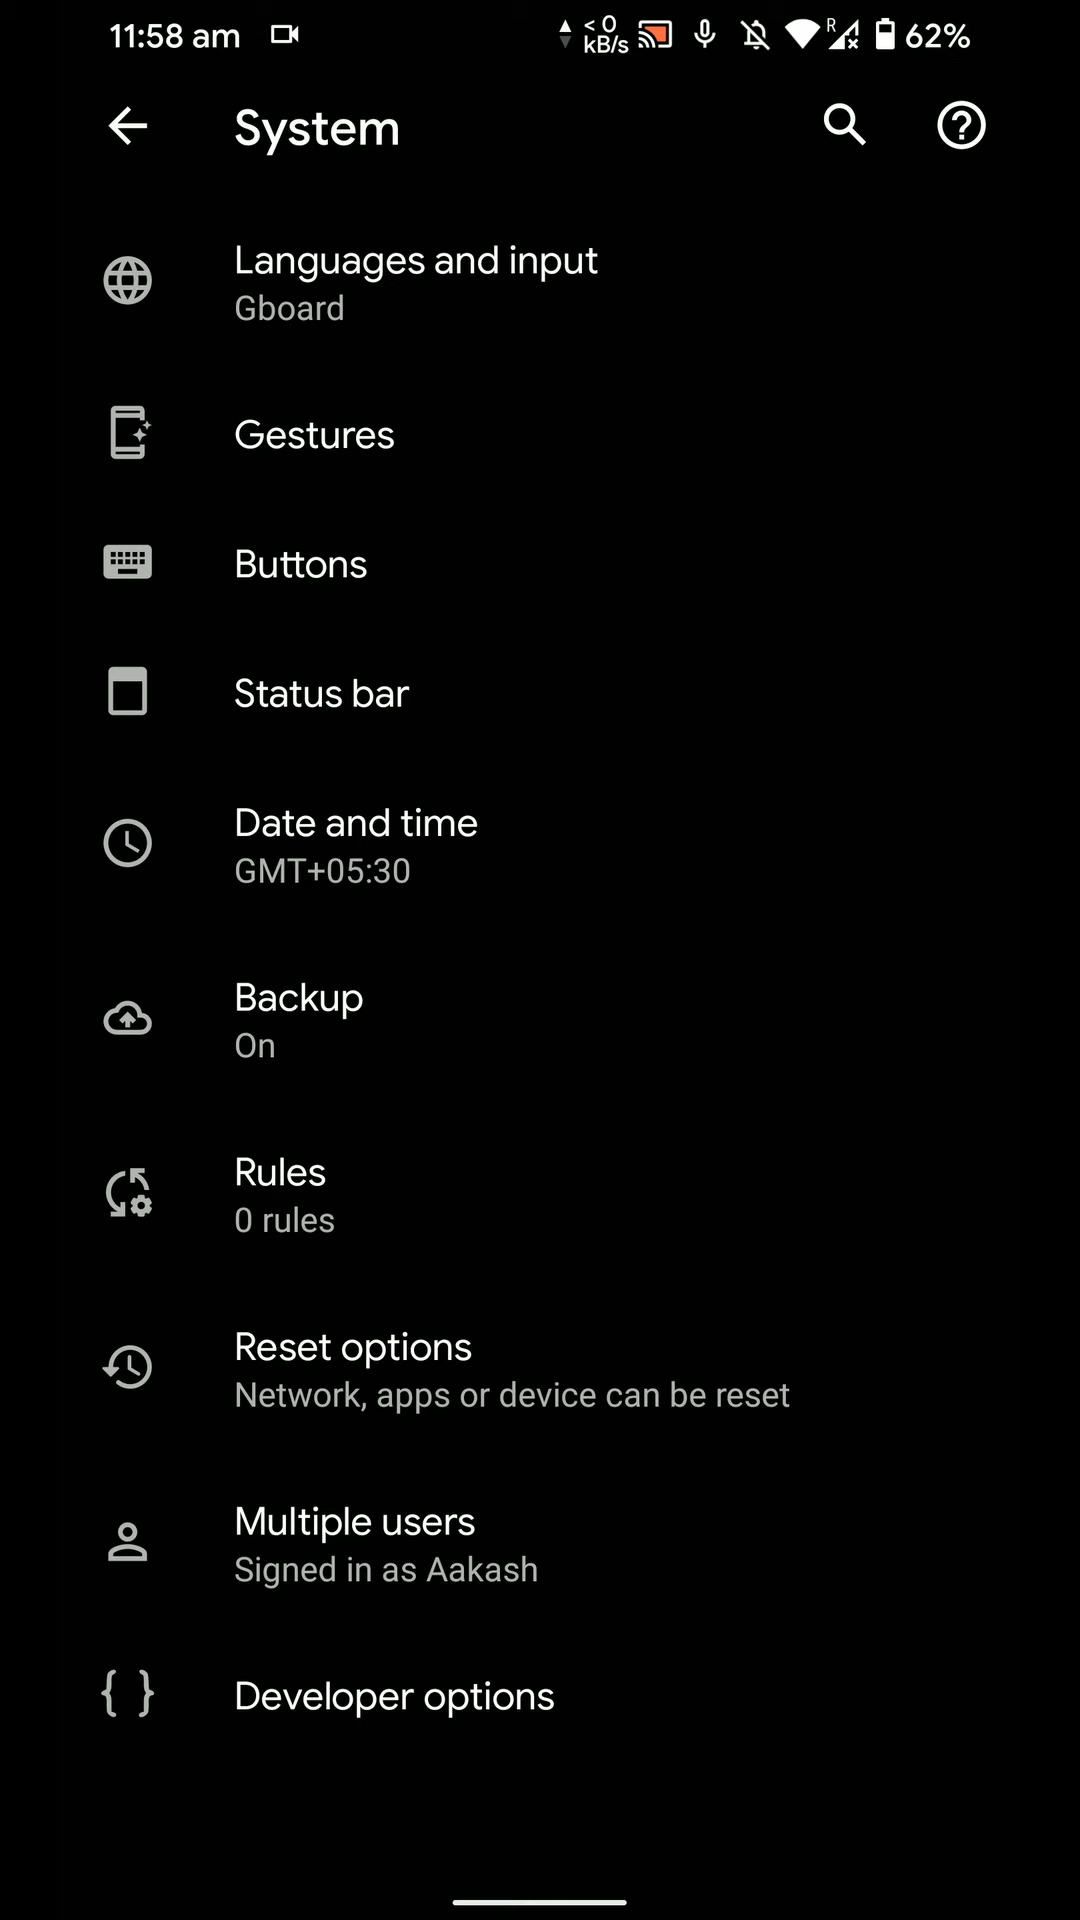 11:58 am
< 0
kB/s
R
62%
System
Languages and input
Gboard
Gestures
Buttons
Status bar
Date and time
GMT+05:30
Backup
On
Rules
0 rules
Reset options
Network, apps or device can be reset
Multiple users
Signed in as Aakash
{ } Developer options